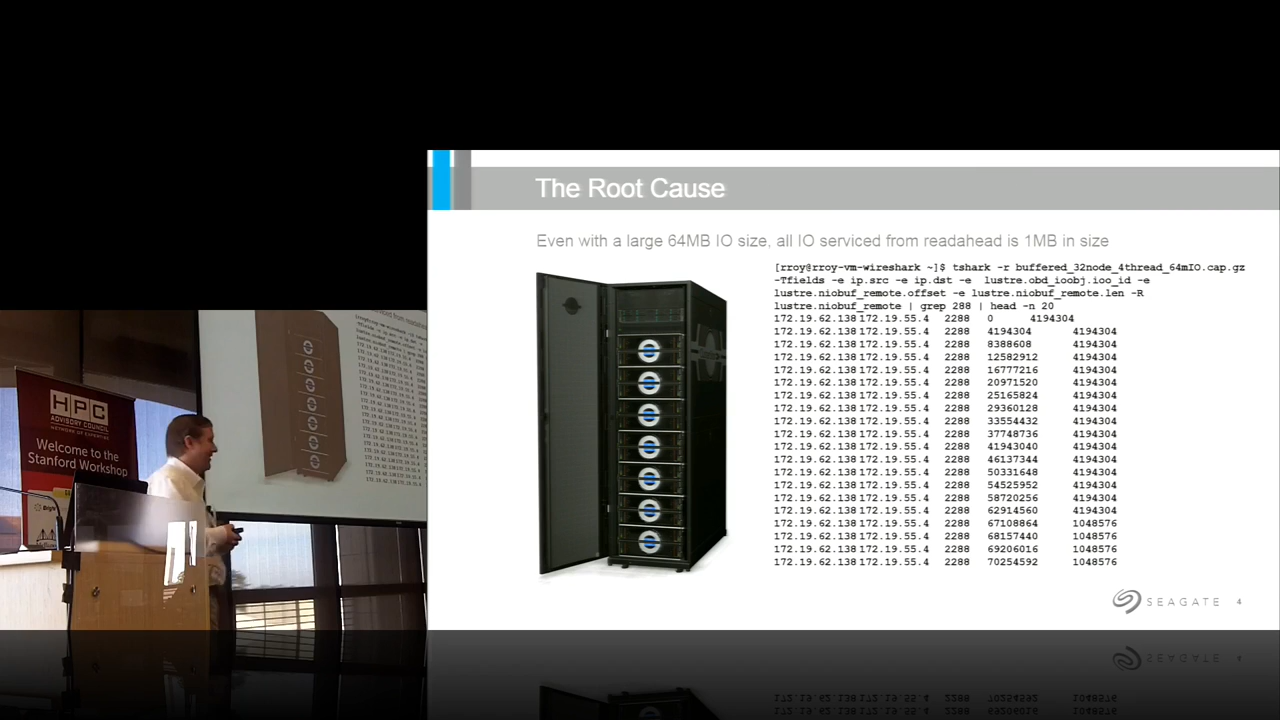 The Root Cause
Even with a large 64MB IO size, all IO serviced from readahead is 1MB in size
[rroy@rroy-vm-wireshark ~]$ tshark -r buffered_32node_4thread_64mIO.cap.gz
-Tfields -e ip.src -e ip.dst -e lustre.obd_ioobj.ioo_id -e
lustre.niobuf_remote.offset -e lustre.niobuf_remote.len -R
lustre.niobuf_remote | grep 288 | head -n 20
172.19.62.138 172.19.55.4 2288 0 4194304
172.19.62.138 172.19.55.4 2288 4194304 4194304
172.19.62.138 172.19.55.4 2288 8388608 4194304
172.19.62.138 172.19.55.4 2288 12582912 4194304
172.19.62.138 172.19.55.4 2288 16777216 4194304
172.19.62.138 172.19.55.4 2288 20971520 4194304
172.19.62.138 172.19.55.4 2288 25165824 4194304
172.19.62.138 172.19.55.4 2288 29360128 4194304
172.19.62.138 172.19.55.4 2288 33554432 4194304
172.19.62.138 172.19.55.4 2288 37748736 4194304
172.19.62.138 172.19.55.4 2288 41943040 4194304
172.19.62.138 172.19.55.4 2288 46137344 4194304
172.19.62.138 172.19.55.4 2288 50331648 4194304
172.19.62.138 172.19.55.4 2288 54525952 4194304
172.19.62.138 172.19.55.4 2288 58720256 4194304
172.19.62.138 172.19.55.4 2288 62914560 4194304
172.19.62.138 172.19.55.4 2288 67108864 1048576
172.19.62.138 172.19.55.4 2288 68157440 1048576
172.19.62.138 172.19.55.4 2288 69206016 1048576
172.19.62.138 172.19.55.4 2288 70254592 1048576
SEAGATE 4
HPC
ADVISORY COUNCIL
NETWORK OF EXPERTISE
Welcome to the
Stanford Workshop